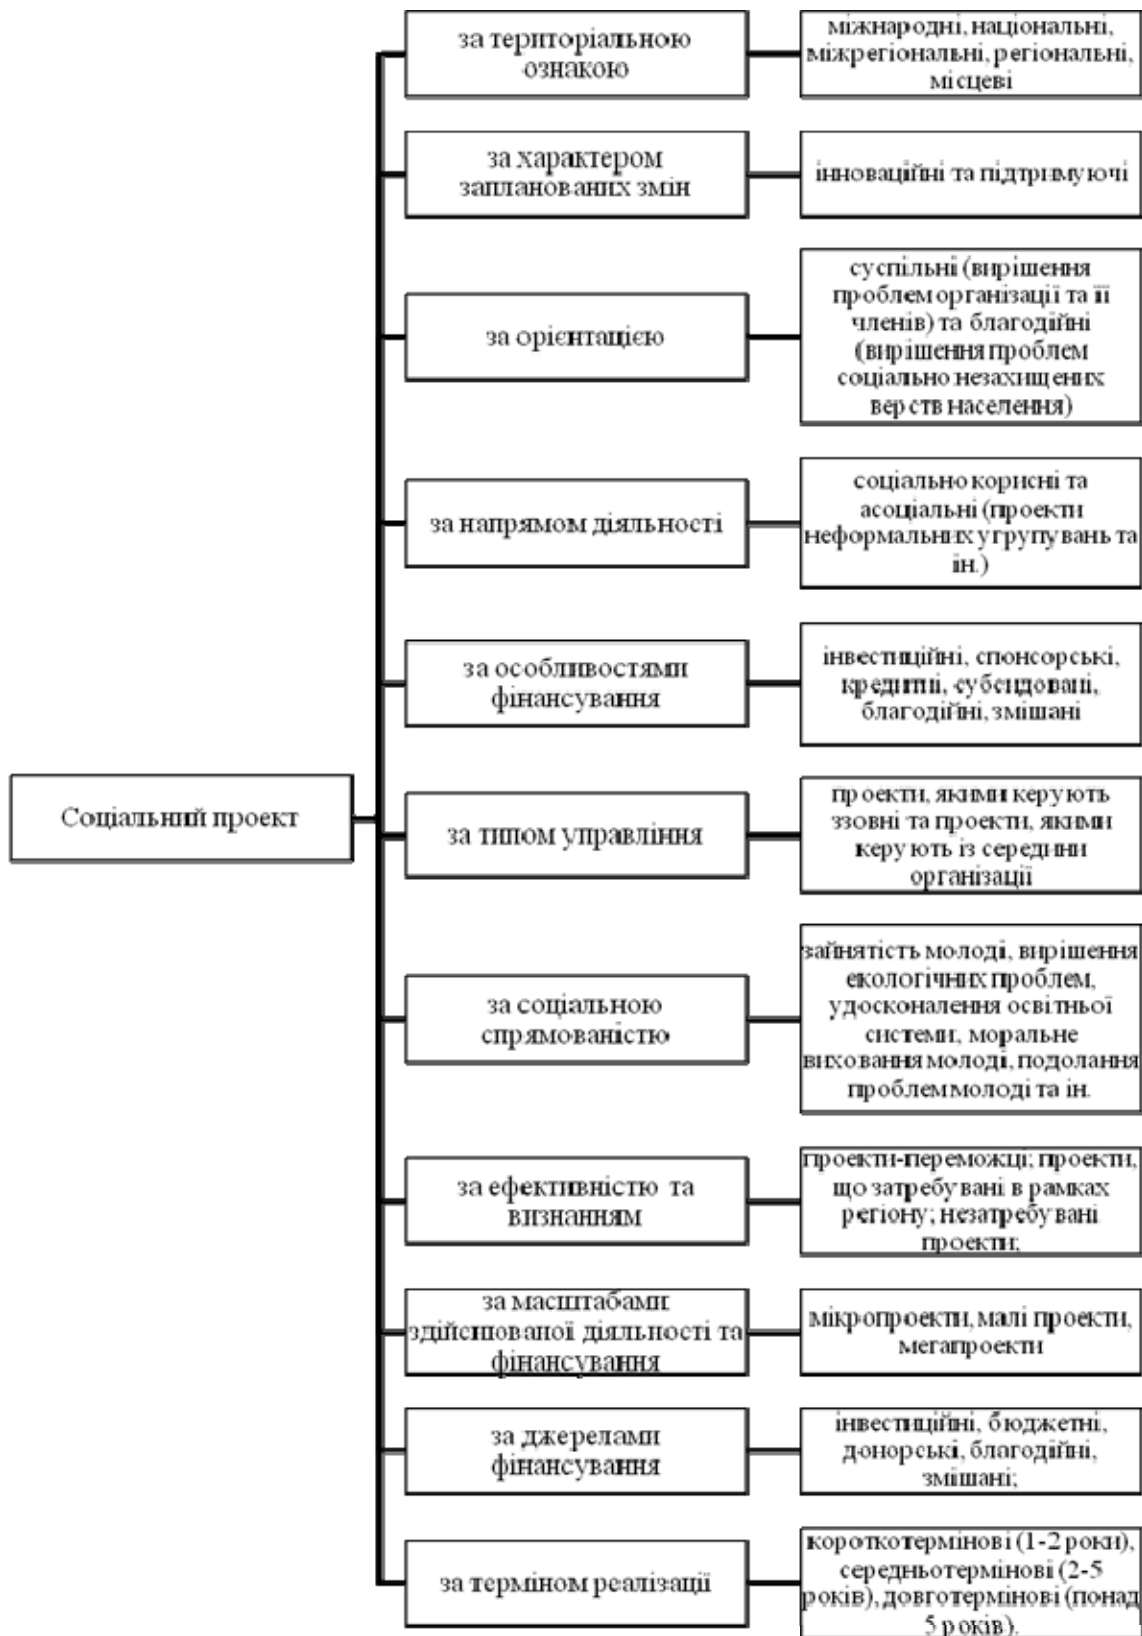 за територіальною
ознакою
міжнародні, національні,
міжрегіональні, регіональні,
місцеві
за характером
запланованих змін
інноваційні та підтримуючі
за орієнтацією
суспільні (вирішення
проблем організації та її
членів) та благодійні
(вирішення проблем
соціально незахищених
верств населення)
за напрямом діяльності
соціально корисні та
асоціальні (проекти
неформальних угрупувань та
ін.)
за особливостями
фінансування
інвестиційні, спонсорські,
кредитні, субсидовані,
благодійні, змішані
Соціальний проект
за типом управління
проекти, якими керують
ззовні та проекти, якими
керують із середини
організації
за соціальною
спрямованістю
зайнятість молоді, вирішення
екологічних проблем,
удосконалення освітньої
системи, моральне
виховання молоді, подолання
проблем молоді та ін.
за ефективністю та
визнанням
проекти-переможці; проекти,
що затребувані в рамках
регіону; незатребувані
проекти;
за масштабами
здійснюваної діяльності та
фінансування
мікропроекти, малі проекти,
мегапроекти
за джерелами
фінансування
інвестиційні, бюджетні,
донорські, благодійні,
змішані;
за терміном реалізації
короткотермінові (1-2 роки),
середньотермінові (2-5
років), довготермінові (понад
5 років).